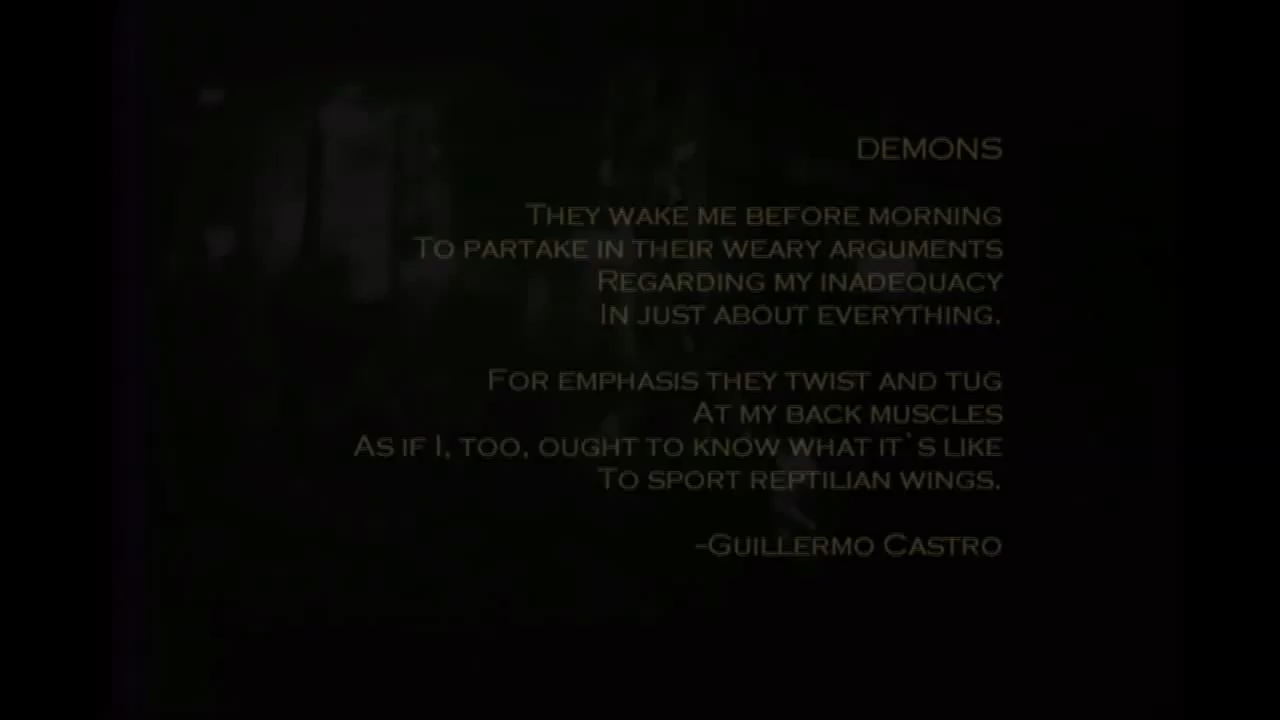 DEMONS
THEY WAKE ME BEFORE MORNING
TO PARTAKE IN THEIR WEARY ARGUMENTS
REGARDING MY INADEQUACY
IN JUST ABOUT EVERYTHING.
FOR EMPHASIS THEY TWIST AND TUG
AT MY BACK MUSCLES
AS IF I, TOO, OUGHT TO KNOW WHAT IT`S LIKE
TO SPORT REPTILIAN WINGS.
-GUILLERMO CASTRO